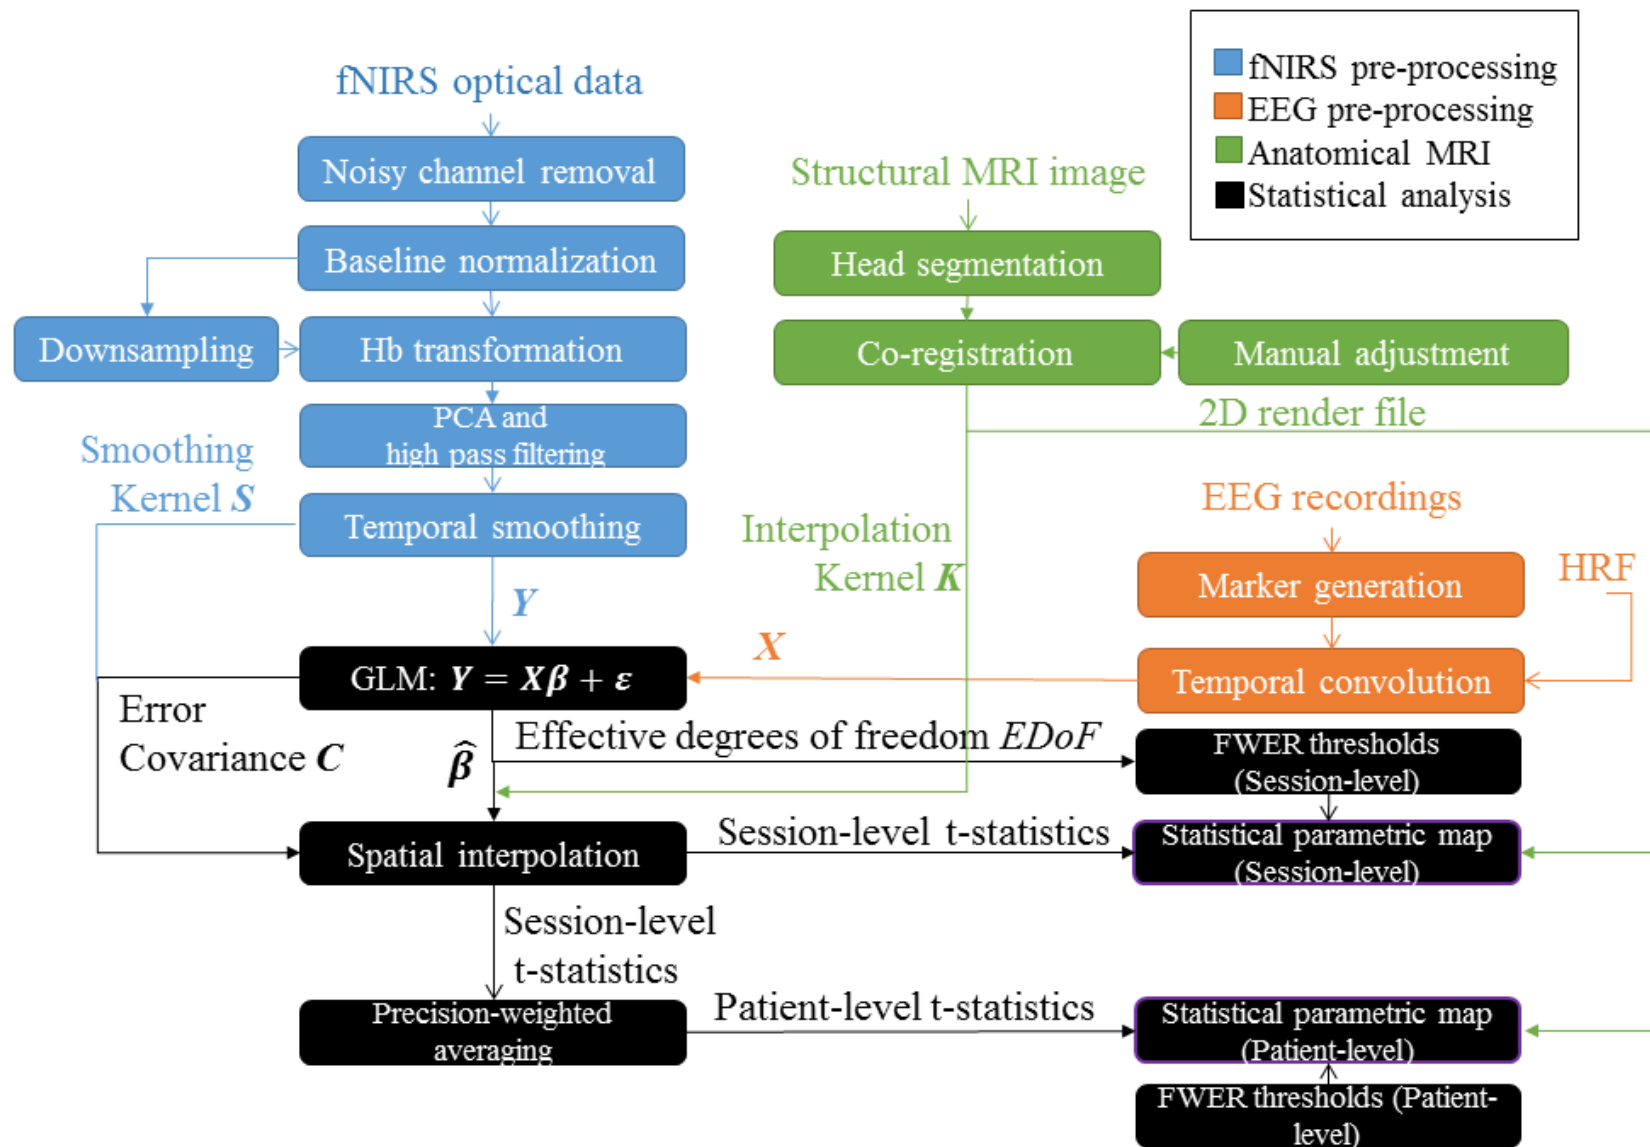 fNIRS pre-processing
EEG pre-processing
Anatomical MRI
Statistical analysis
fNIRS optical data
Noisy channel removal
Baseline normalization
Downsampling
Hb transformation
PCA and
high pass filtering
Smoothing
Kernel S
Temporal smoothing
Y
Structural MRI image
Head segmentation
Co-registration
Manual adjustment
2D render file
Interpolation
Kernel K
EEG recordings
Marker generation
HRF
Temporal convolution
X
GLM: Y = Xβ + ε
Error
Covariance C
β̂
Effective degrees of freedom EDoF
FWER thresholds
(Session-level)
Spatial interpolation
Session-level t-statistics
Statistical parametric map
(Session-level)
Session-level
t-statistics
Precision-weighted
averaging
Patient-level t-statistics
Statistical parametric map
(Patient-level)
FWER thresholds (Patient-
level)